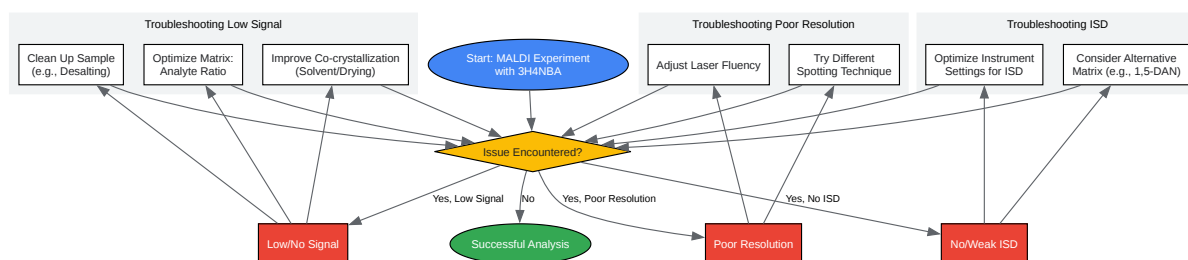 Troubleshooting Low Signal
Troubleshooting Poor Resolution
Troubleshooting ISD
Clean Up Sample
(e.g., Desalting)
Optimize Matrix:
Analyte Ratio
Improve Co-crystallization
(Solvent/Drying)
Start: MALDI Experiment
with 3H4NBA
Adjust Laser Fluency
Try Different
Spotting Technique
Optimize Instrument
Settings for ISD
Consider Alternative
Matrix (e.g., 1,5-DAN)
Issue Encountered?
Yes, Low Signal
No
Yes, Poor Resolution
Yes, No ISD
Low/No Signal
Successful Analysis
Poor Resolution
No/Weak ISD